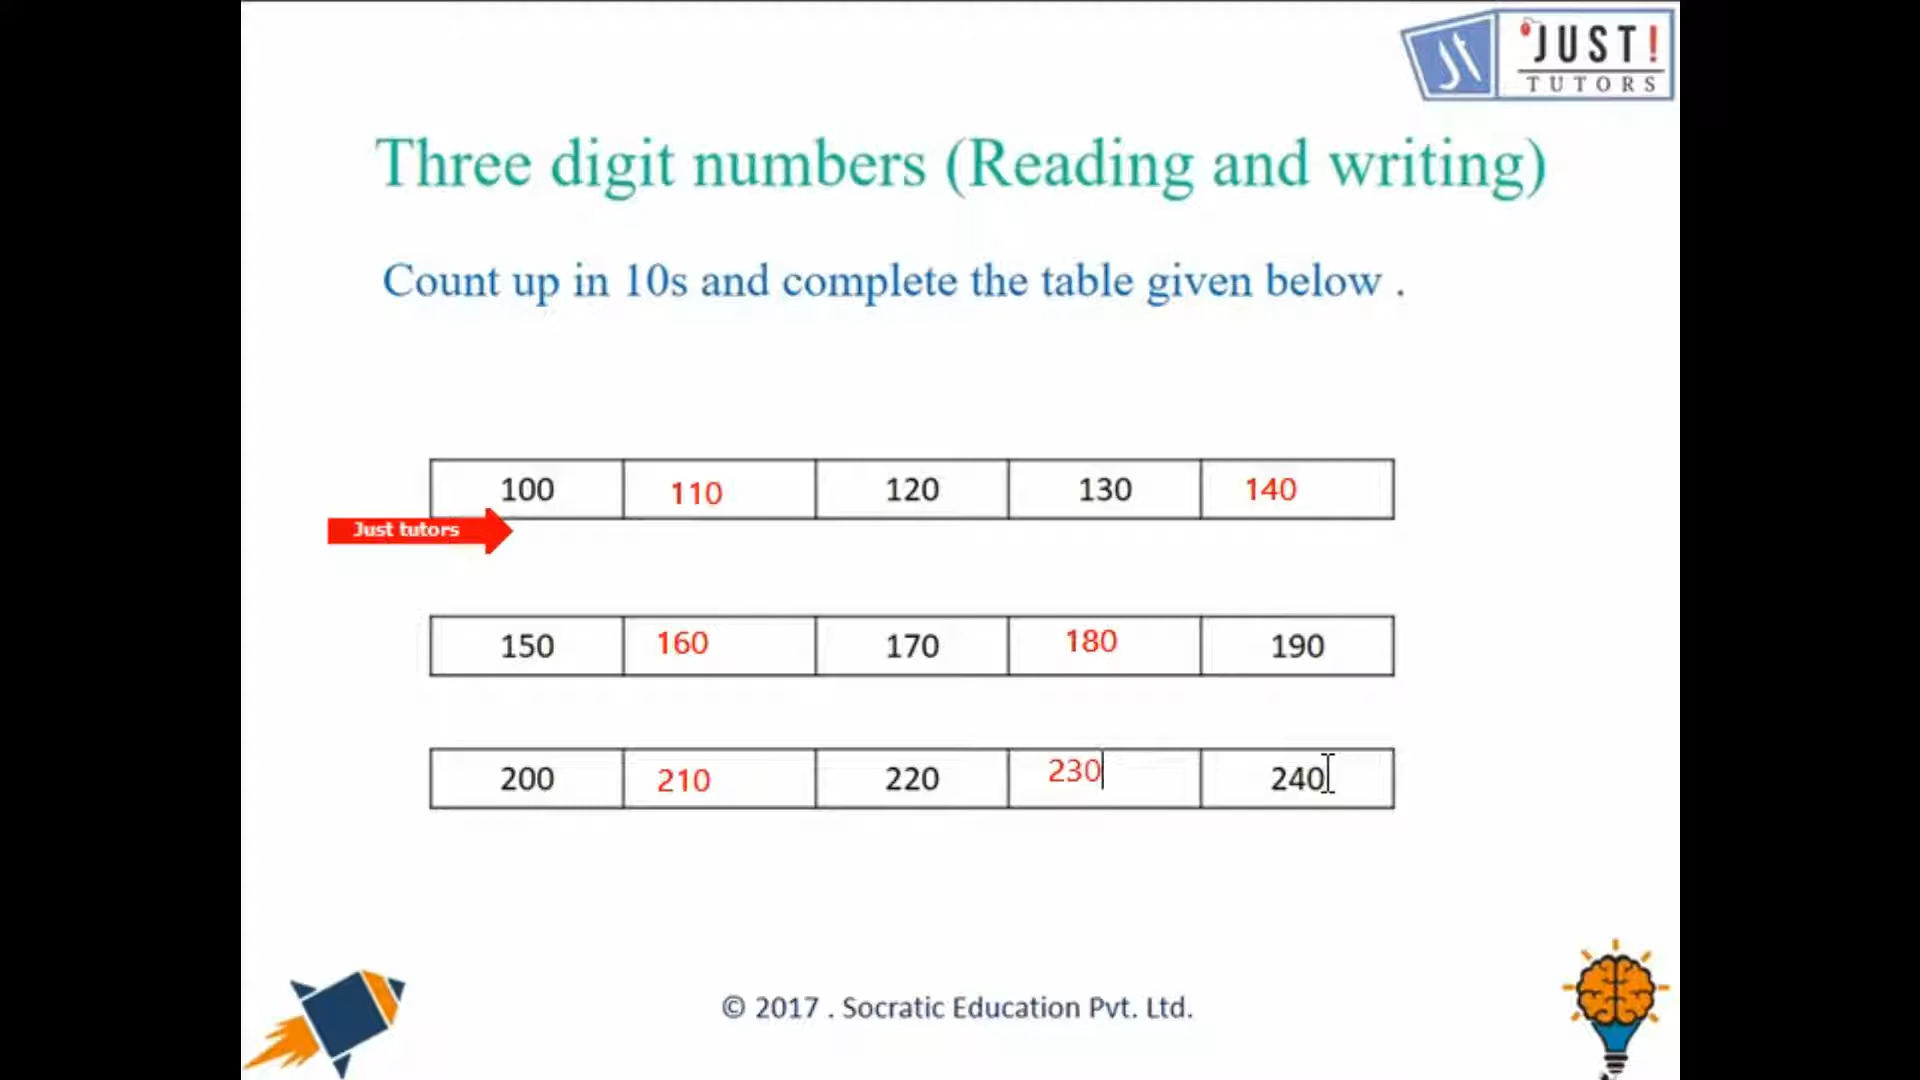 JUST!
TUTORS
Three digit numbers (Reading and writing)
Count up in 10s and complete the table given below .
100 110 120 130 140
Just tutors
150 160 170 180 190
200 210 220 230 240
© 2017 . Socratic Education Pvt. Ltd.